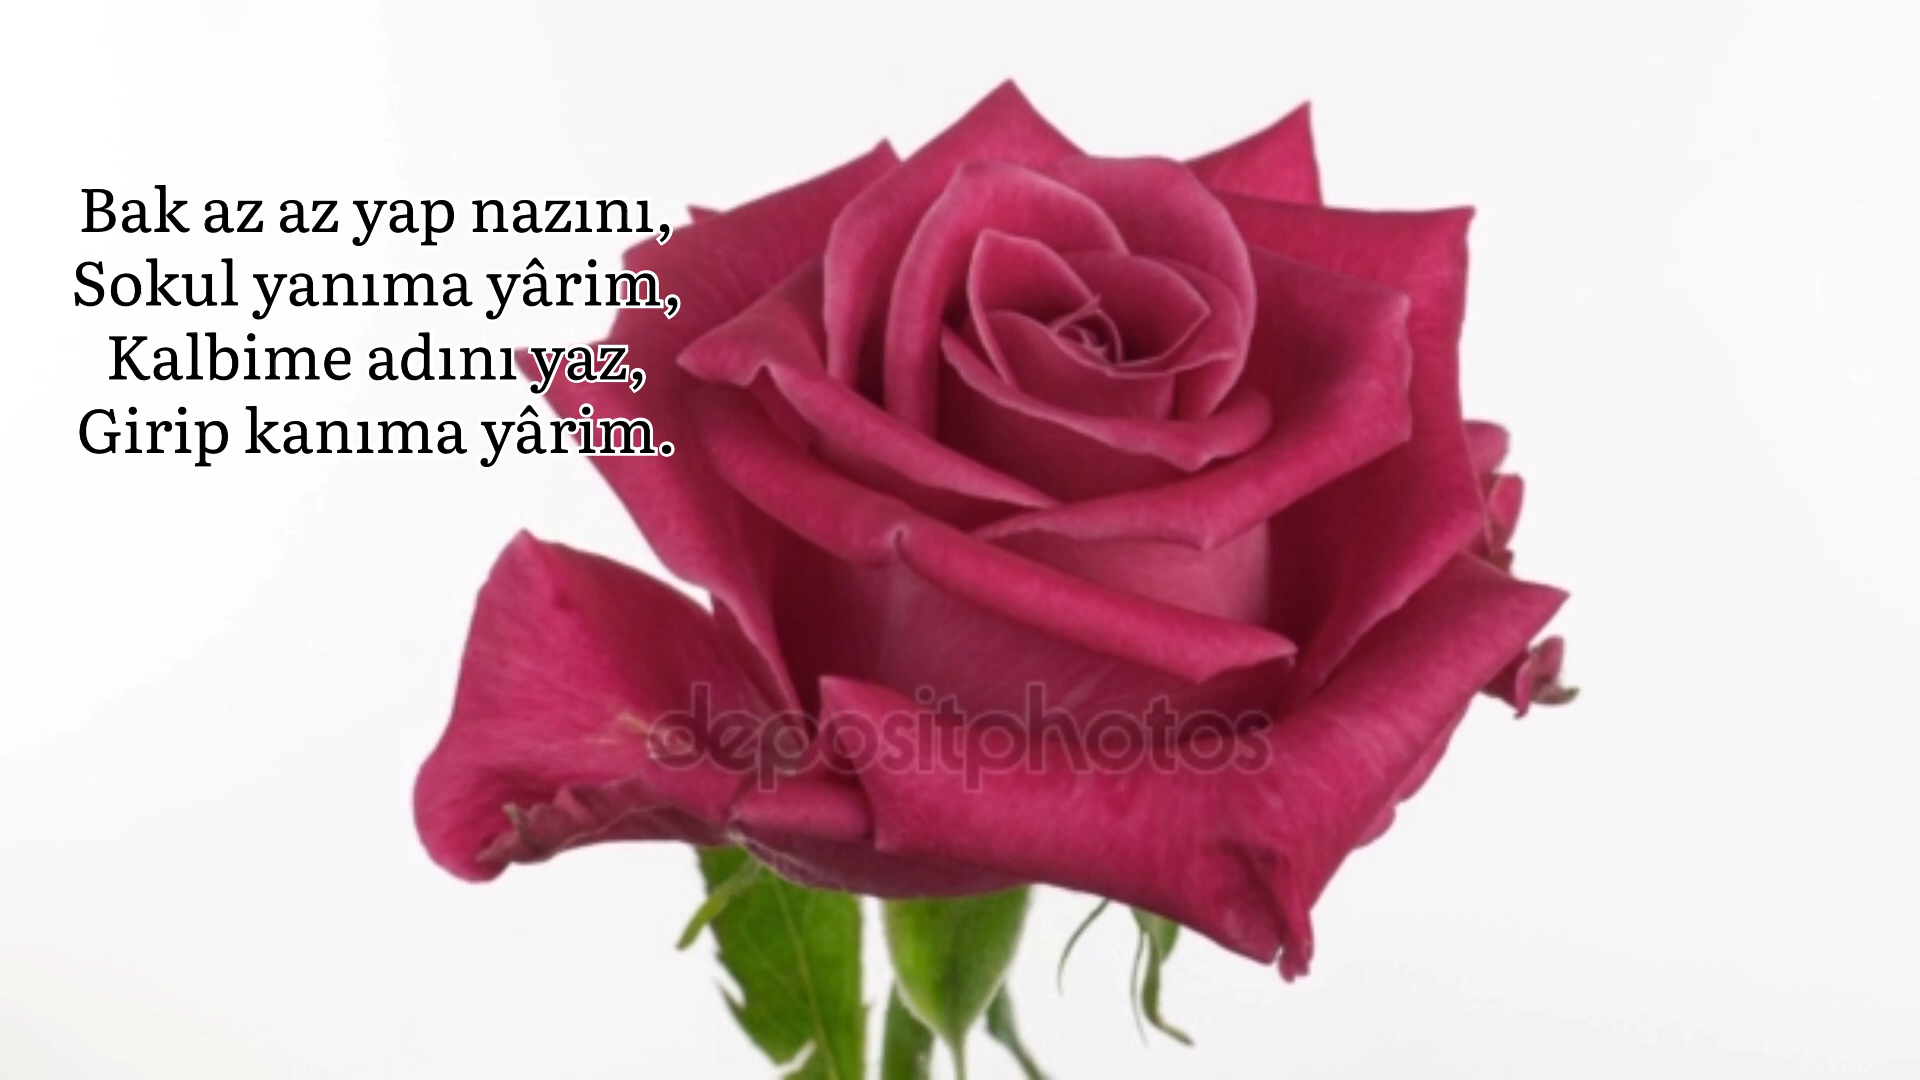 Bak az az yap nazını,
Sokul yanıma yârim,
Kalbime adını yaz,
Girip kanıma yârim.
depositphotos